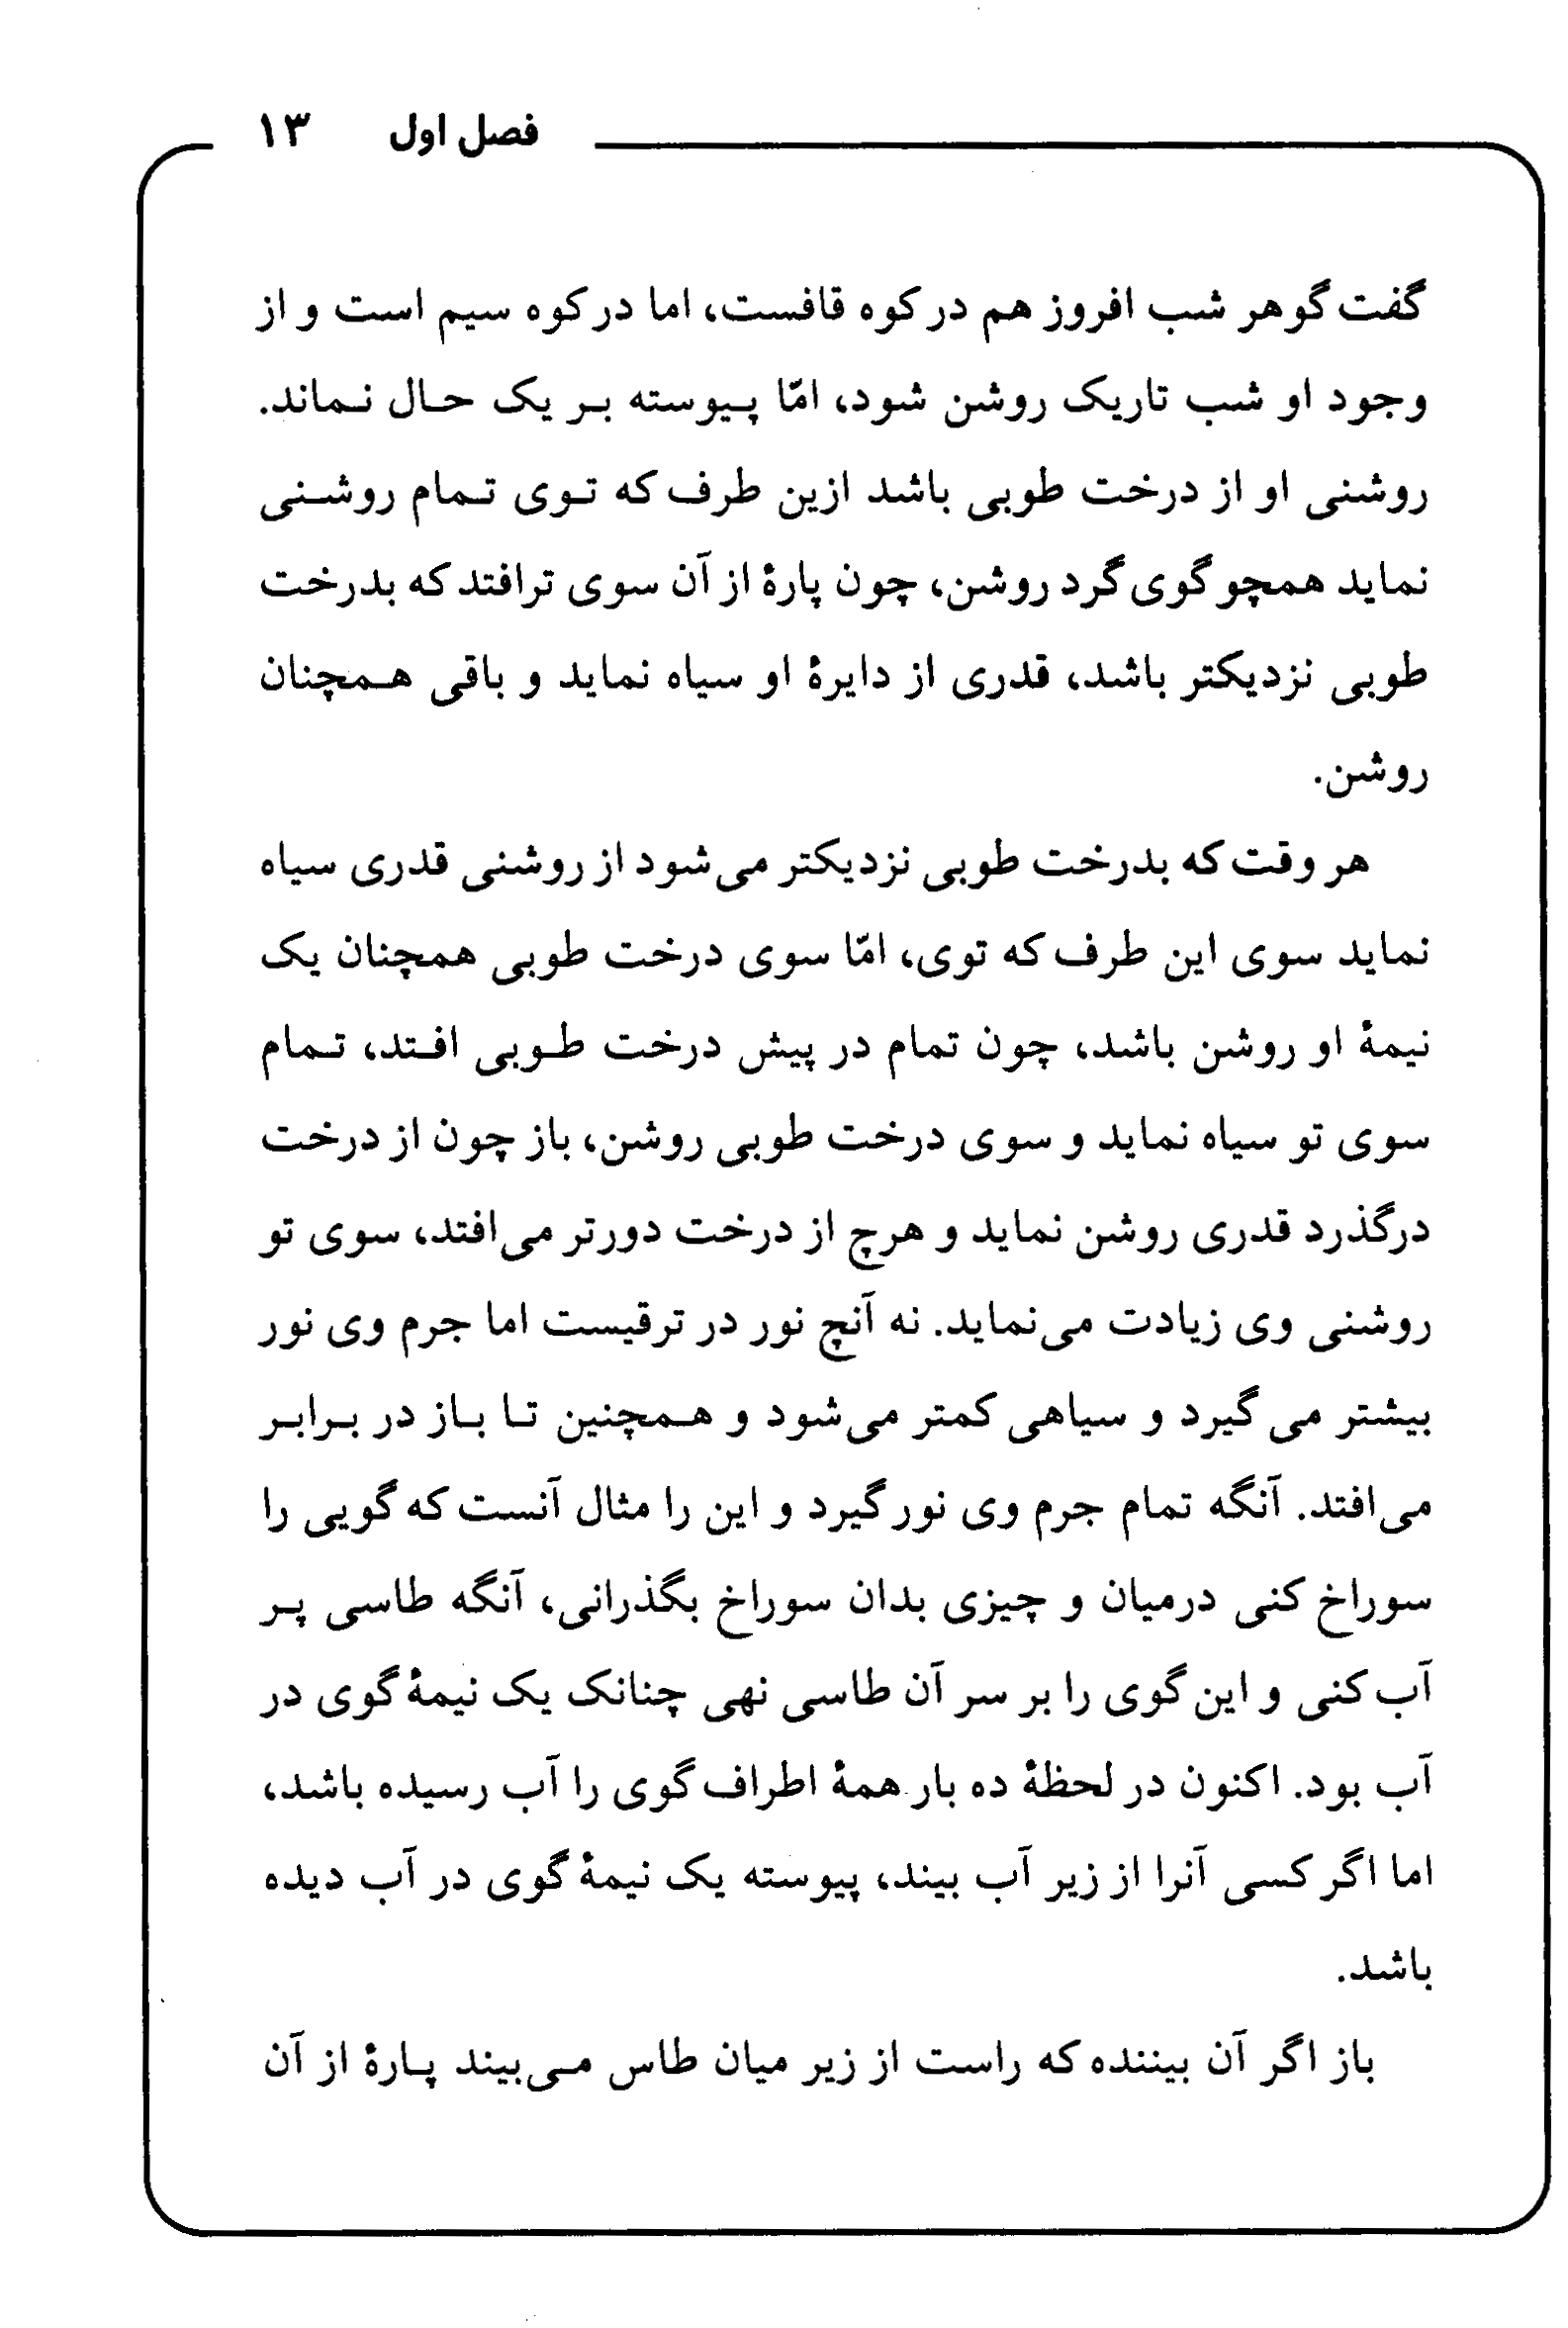 فصل اول ۱۳
گفت گوهر شب افروز هم در کوه قافست، اما در کوه سیم است و از
وجود او شب تاریک روشن شود، امّا پیوسته بر یک حال نماند.
روشنی او از درخت طوبی باشد ازین طرف که توی تمام روشنی
نماید همچو گوی گرد روشن، چون پارهٔ از آن سوی ترافتد که بدرخت
طوبی نزدیکتر باشد، قدری از دایرهٔ او سیاه نماید و باقی همچنان
روشن.
هر وقت که بدرخت طوبی نزدیکتر می‌شود از روشنی قدری سیاه
نماید سوی این طرف که توی، امّا سوی درخت طوبی همچنان یک
نیمهٔ او روشن باشد، چون تمام در پیش درخت طوبی افتد، تمام
سوی تو سیاه نماید و سوی درخت طوبی روشن، باز چون از درخت
درگذرد قدری روشن نماید و هرچ از درخت دورتر می‌افتد، سوی تو
روشنی وی زیادت می‌نماید. نه آنچ نور در ترقیست اما جرم وی نور
بیشتر می گیرد و سیاهی کمتر می‌شود و همچنین تا باز در برابر
می‌افتد. آنگه تمام جرم وی نور گیرد و این را مثال آنست که گویی را
سوراخ کنی درمیان و چیزی بدان سوراخ بگذرانی، آنگه طاسی پر
آب کنی و این گوی را بر سر آن طاسی نهی چنانک یک نیمهٔ گوی در
آب بود. اکنون در لحظهٔ ده بار همهٔ اطراف گوی را آب رسیده باشد،
اما اگر کسی آنرا از زیر آب بیند، پیوسته یک نیمهٔ گوی در آب دیده
باشد.
باز اگر آن بیننده که راست از زیر میان طاس می‌بیند پارهٔ از آن